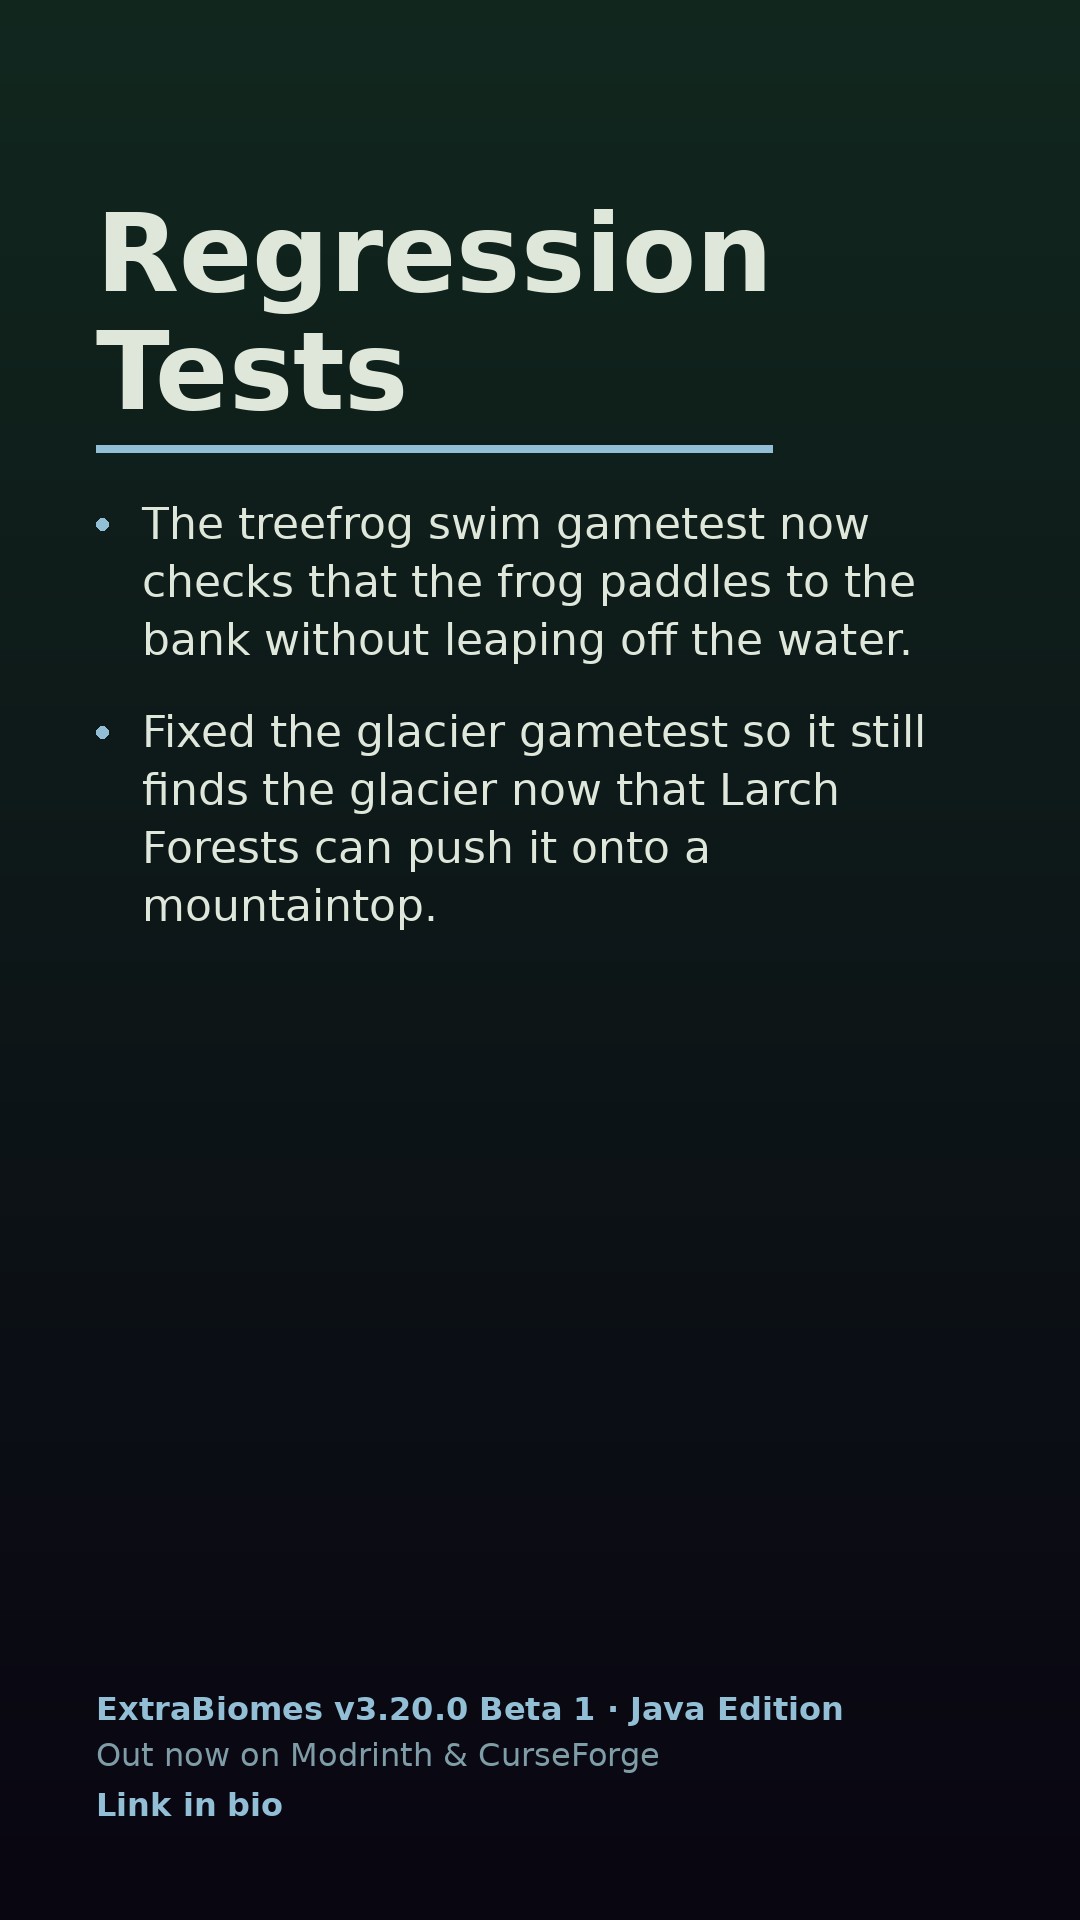 Regression
Tests
• The treefrog swim gametest now
checks that the frog paddles to the
bank without leaping off the water.
• Fixed the glacier gametest so it still
finds the glacier now that Larch
Forests can push it onto a
mountaintop.
ExtraBiomes v3.20.0 Beta 1 · Java Edition
Out now on Modrinth & CurseForge
Link in bio